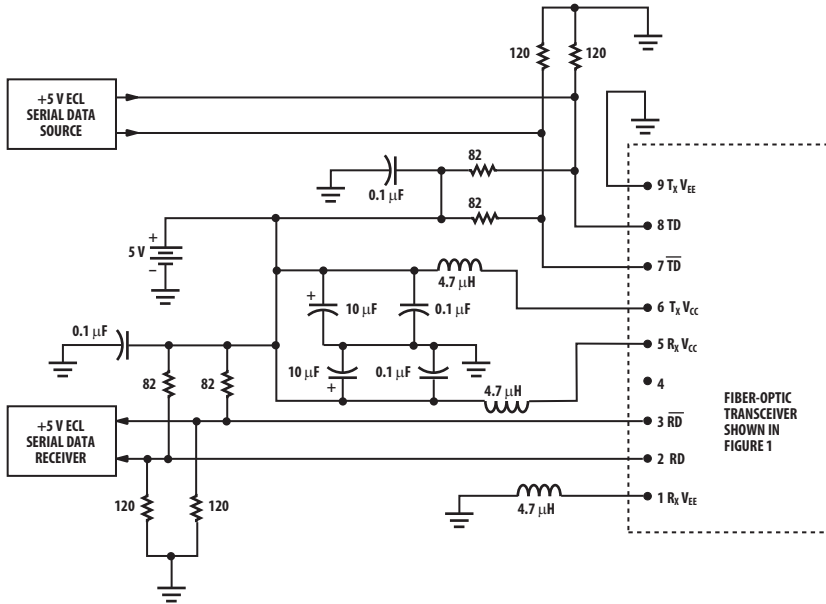 120
120
+5 V ECL
SERIAL DATA
SOURCE
82
0.1 μF
9 TX VEE
82
8 TD
+
5 V
–
7 T̅D̅
4.7 μH
+
10 μF
0.1 μF
6 TX VCC
0.1 μF
5 RX VCC
82
82
10 μF
+
0.1 μF
4.7 μH
4
+5 V ECL
SERIAL DATA
RECEIVER
3 R̅D̅
FIBER-OPTIC
TRANSCEIVER
SHOWN IN
FIGURE 1
2 RD
120
120
4.7 μH
1 RX VEE